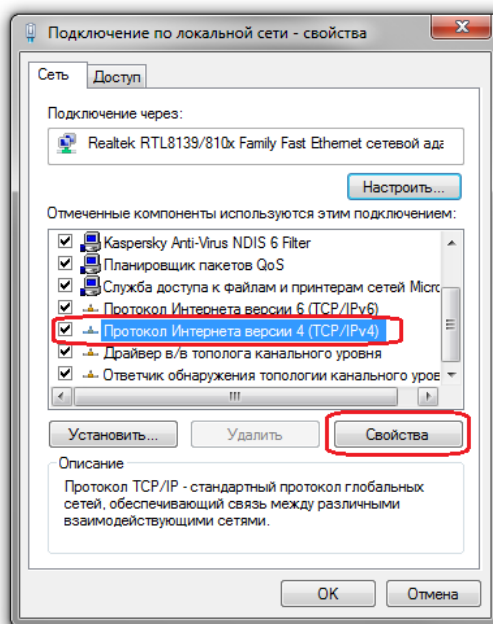 Подключение по локальной сети - свойства
Сеть
Доступ
Подключение через:
Realtek RTL8139/810x Family Fast Ethernet сетевой ада
Настроить...
Отмеченные компоненты используются этим подключением:
Kaspersky Anti-Virus NDIS 6 Filter
Планировщик пакетов QoS
Служба доступа к файлам и принтерам сетей Micro
Протокол Интернета версии 6 (TCP/IPv6)
Протокол Интернета версии 4 (TCP/IPv4)
Драйвер в/в тополога канального уровня
Ответчик обнаружения топологии канального уров
Установить...
Удалить
Свойства
Описание
Протокол TCP/IP - стандартный протокол глобальных
сетей, обеспечивающий связь между различными
взаимодействующими сетями.
OK
Отмена